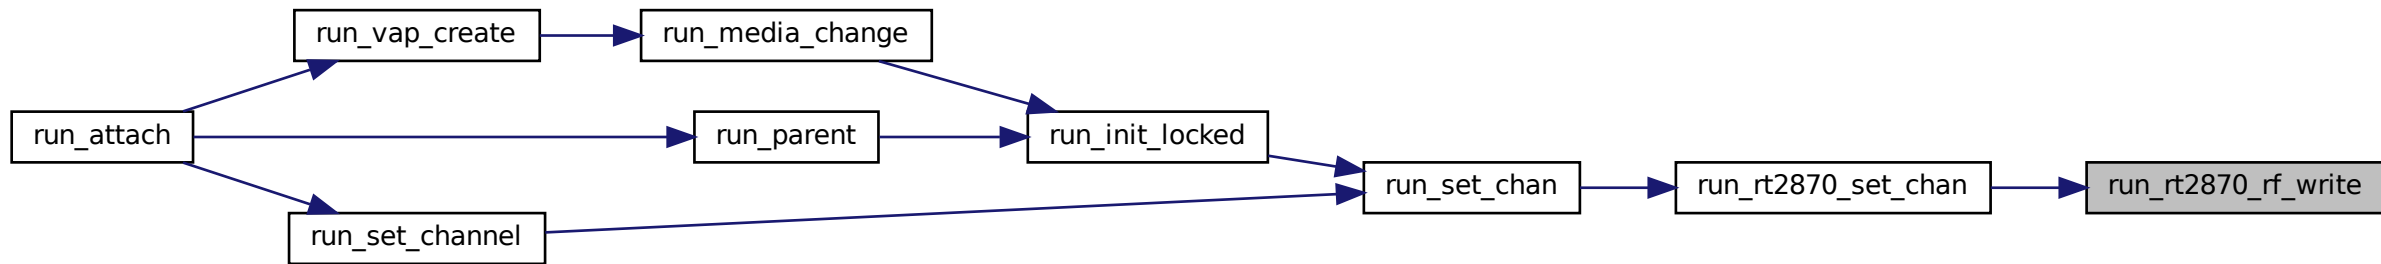 run_vap_create
run_media_change
run_attach
run_parent
run_init_locked
run_set_chan
run_rt2870_set_chan
run_rt2870_rf_write
run_set_channel